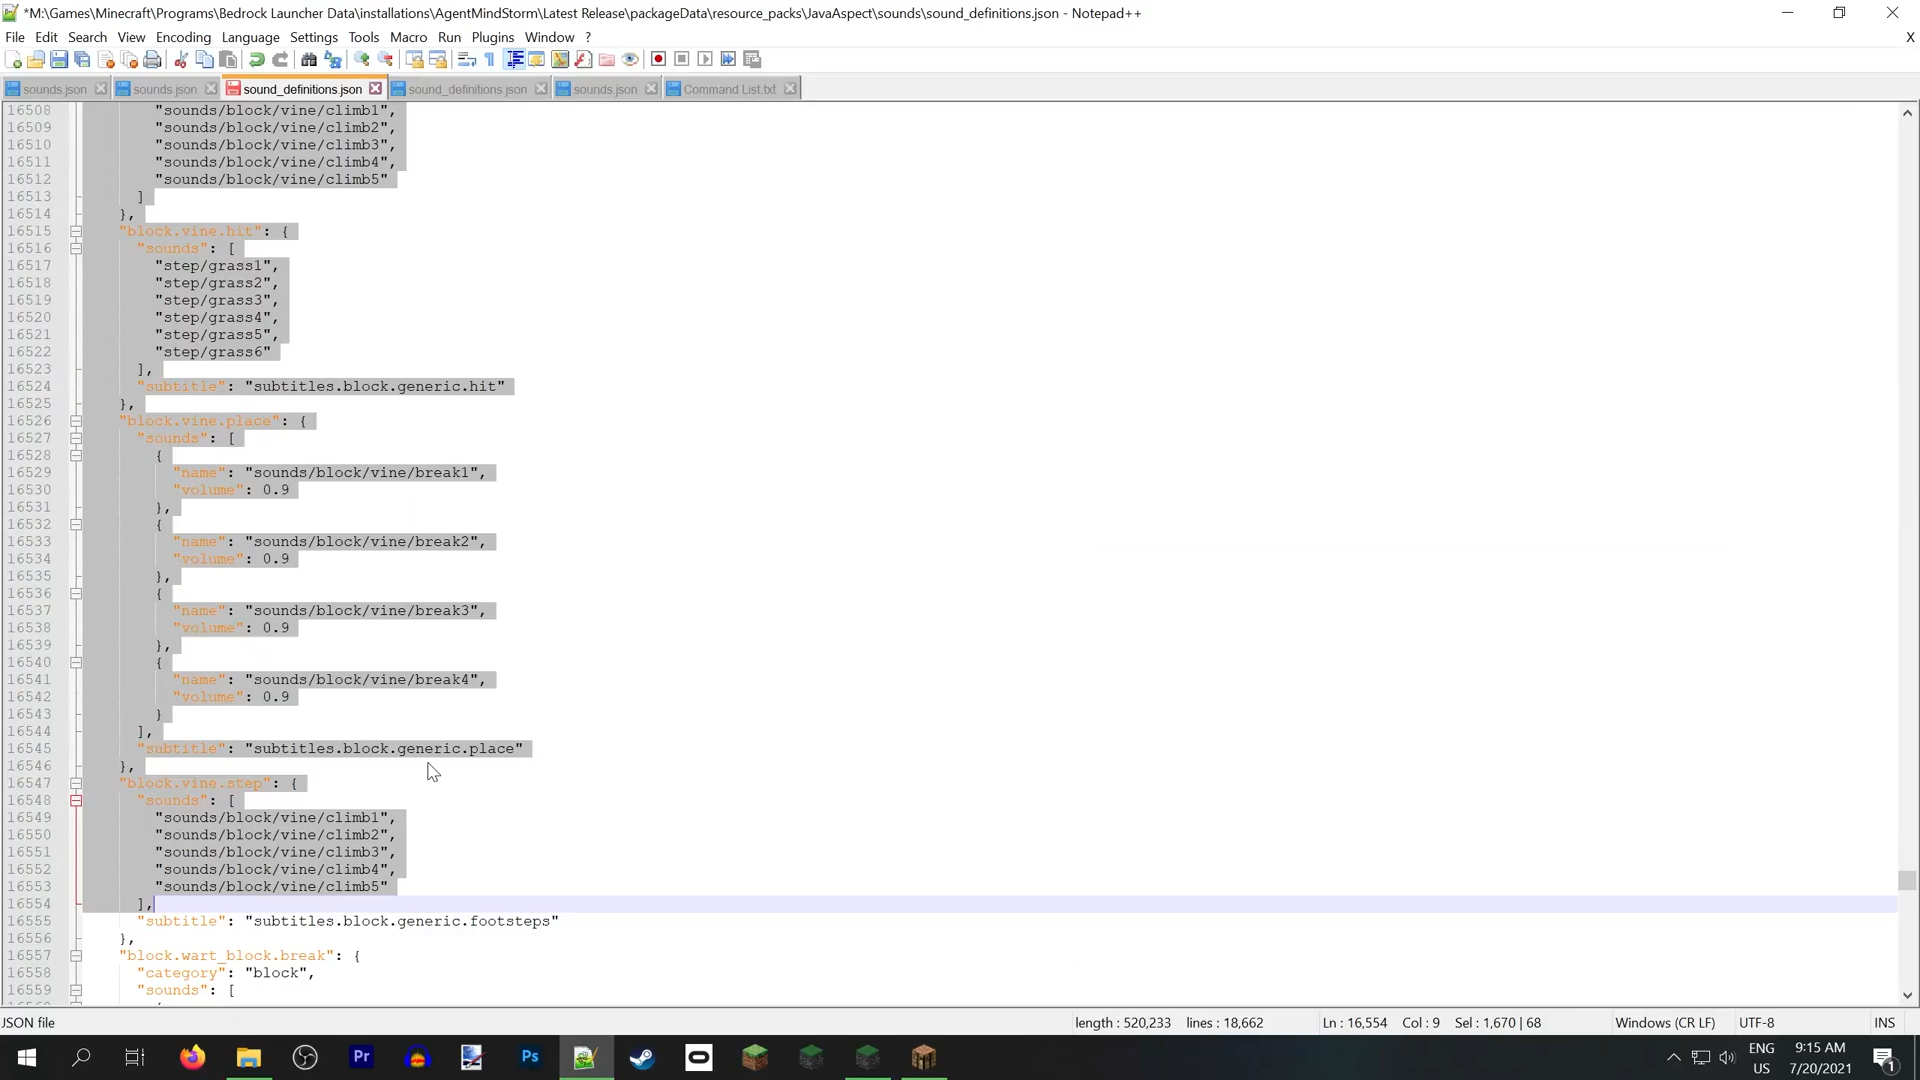 *M:\Games\Minecraft\Programs\Bedrock Launcher Data\installations\AgentMindStorm\Latest Release\packageData\resource_packs\JavaAspect\sounds\sound_definitions.json - Notepad++
File Edit Search View Encoding Language Settings Tools Macro Run Plugins Window ? X
sounds.json sounds.json sound_definitions.json sound_definitions.json sounds.json Command List.txt
16508 "sounds/block/vine/climb1",
16509 "sounds/block/vine/climb2",
16510 "sounds/block/vine/climb3",
16511 "sounds/block/vine/climb4",
16512 "sounds/block/vine/climb5"
16513 ]
16514 },
16515 "block.vine.hit": {
16516 "sounds": [
16517 "step/grass1",
16518 "step/grass2",
16519 "step/grass3",
16520 "step/grass4",
16521 "step/grass5",
16522 "step/grass6"
16523 ],
16524 "subtitle": "subtitles.block.generic.hit"
16525 },
16526 "block.vine.place": {
16527 "sounds": [
16528 {
16529 "name": "sounds/block/vine/break1",
16530 "volume": 0.9
16531 },
16532 {
16533 "name": "sounds/block/vine/break2",
16534 "volume": 0.9
16535 },
16536 {
16537 "name": "sounds/block/vine/break3",
16538 "volume": 0.9
16539 },
16540 {
16541 "name": "sounds/block/vine/break4",
16542 "volume": 0.9
16543 }
16544 ],
16545 "subtitle": "subtitles.block.generic.place"
16546 },
16547 "block.vine.step": {
16548 "sounds": [
16549 "sounds/block/vine/climb1",
16550 "sounds/block/vine/climb2",
16551 "sounds/block/vine/climb3",
16552 "sounds/block/vine/climb4",
16553 "sounds/block/vine/climb5"
16554 ],
16555 "subtitle": "subtitles.block.generic.footsteps"
16556 },
16557 "block.wart_block.break": {
16558 "category": "block",
16559 "sounds": [
JSON file length : 520,233 lines : 18,662 Ln : 16,554 Col : 9 Sel : 1,670 | 68 Windows (CR LF) UTF-8 INS
Pr Ps ENG 9:15 AM
US 7/20/2021 1